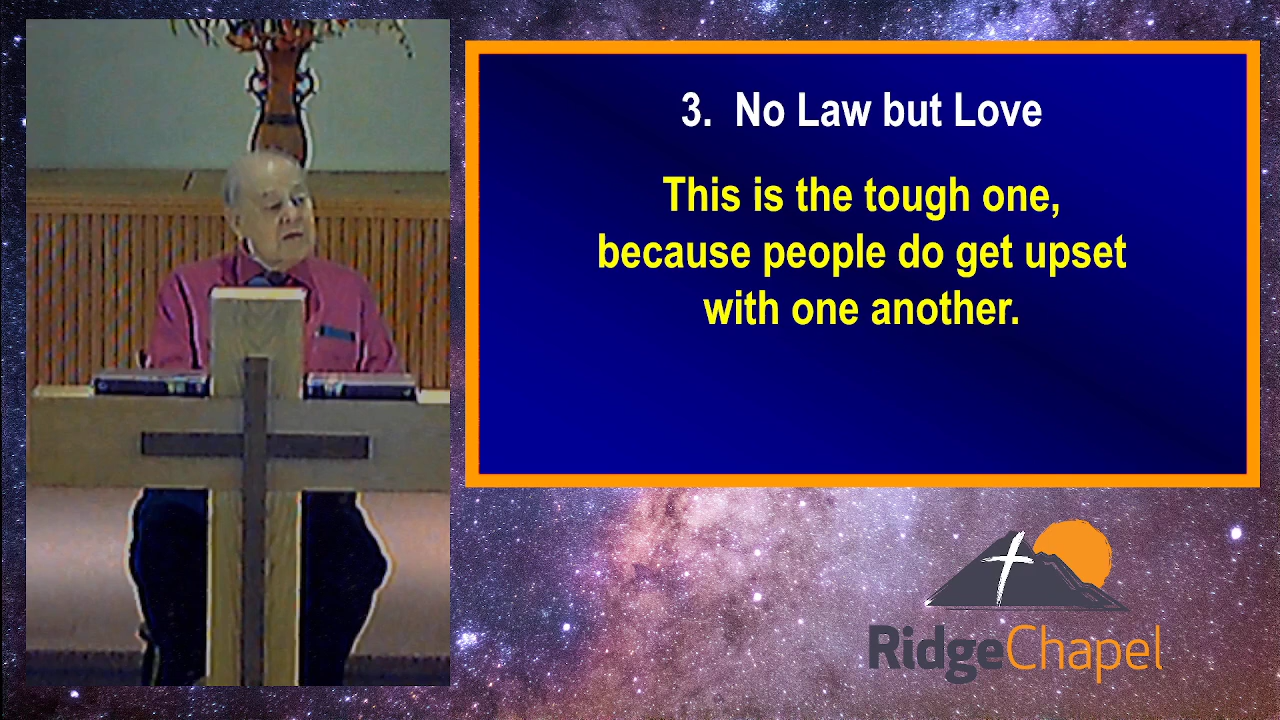 3. No Law but Love
This is the tough one,
because people do get upset
with one another.
RidgeChapel